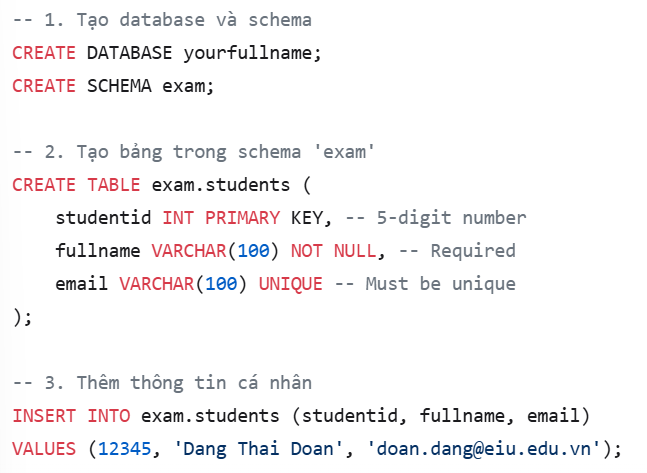 -- 1. Tạo database và schema
CREATE DATABASE yourfullname;
CREATE SCHEMA exam;
-- 2. Tạo bảng trong schema 'exam'
CREATE TABLE exam.students (
    studentid INT PRIMARY KEY, -- 5-digit number
    fullname VARCHAR(100) NOT NULL, -- Required
    email VARCHAR(100) UNIQUE -- Must be unique
);
-- 3. Thêm thông tin cá nhân
INSERT INTO exam.students (studentid, fullname, email)
VALUES (12345, 'Dang Thai Doan', 'doan.dang@eiu.edu.vn');